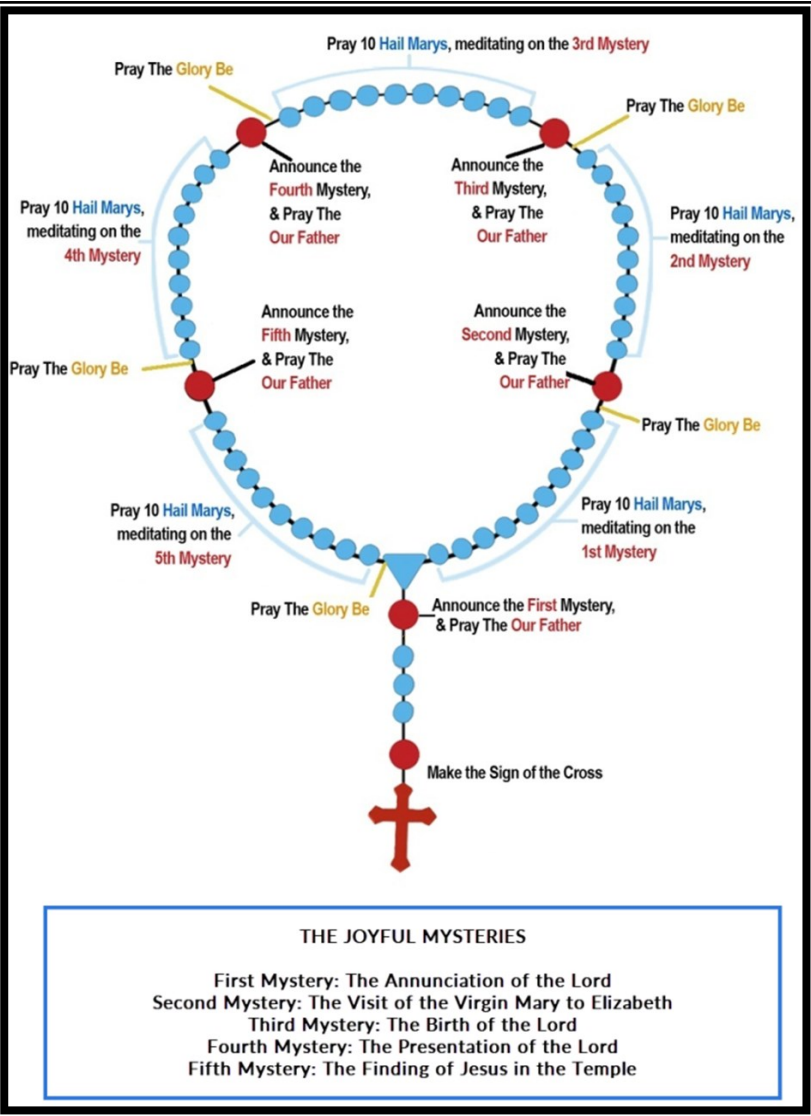 Pray 10 Hail Marys, meditating on the 3rd Mystery
Pray The Glory Be
Pray The Glory Be
Announce the
Fourth Mystery,
& Pray The
Our Father
Announce the
Third Mystery,
& Pray The
Our Father
Pray 10 Hail Marys,
meditating on the
4th Mystery
Pray 10 Hail Marys,
meditating on the
2nd Mystery
Announce the
Fifth Mystery,
& Pray The
Our Father
Announce the
Second Mystery,
& Pray The
Our Father
Pray The Glory Be
Pray The Glory Be
Pray 10 Hail Marys,
meditating on the
5th Mystery
Pray 10 Hail Marys,
meditating on the
1st Mystery
Pray The Glory Be
Announce the First Mystery,
& Pray The Our Father
Make the Sign of the Cross
THE JOYFUL MYSTERIES
First Mystery: The Annunciation of the Lord
Second Mystery: The Visit of the Virgin Mary to Elizabeth
Third Mystery: The Birth of the Lord
Fourth Mystery: The Presentation of the Lord
Fifth Mystery: The Finding of Jesus in the Temple